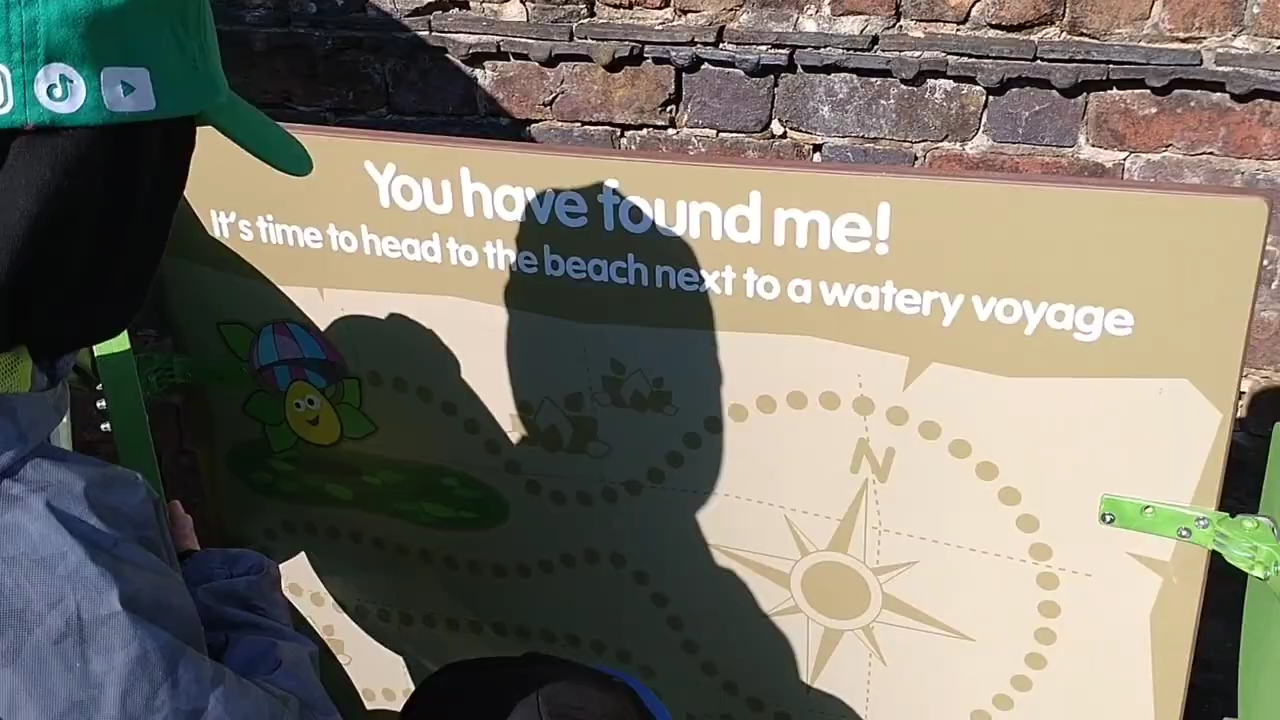 You have found me!
It's time to head to the beach next to a watery voyage
N